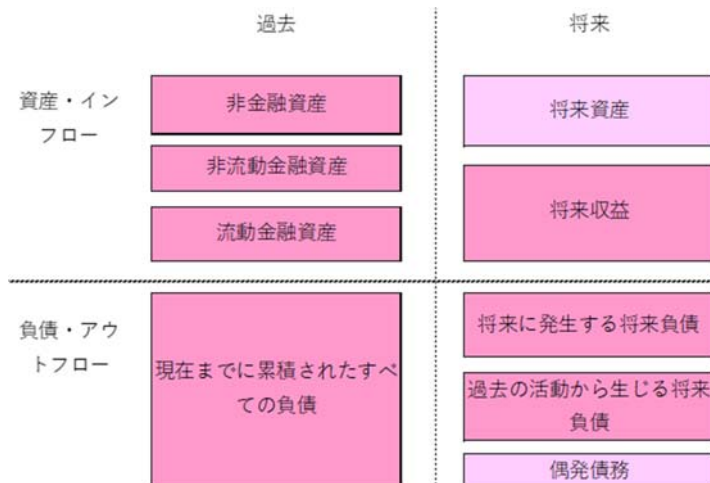 過去
将来
資産・イン
フロー
非金融資産
非流動金融資産
流動金融資産
将来資産
将来収益
負債・アウ
トフロー
現在までに累積されたすべ
ての負債
将来に発生する将来負債
過去の活動から生じる将来
負債
偶発債務